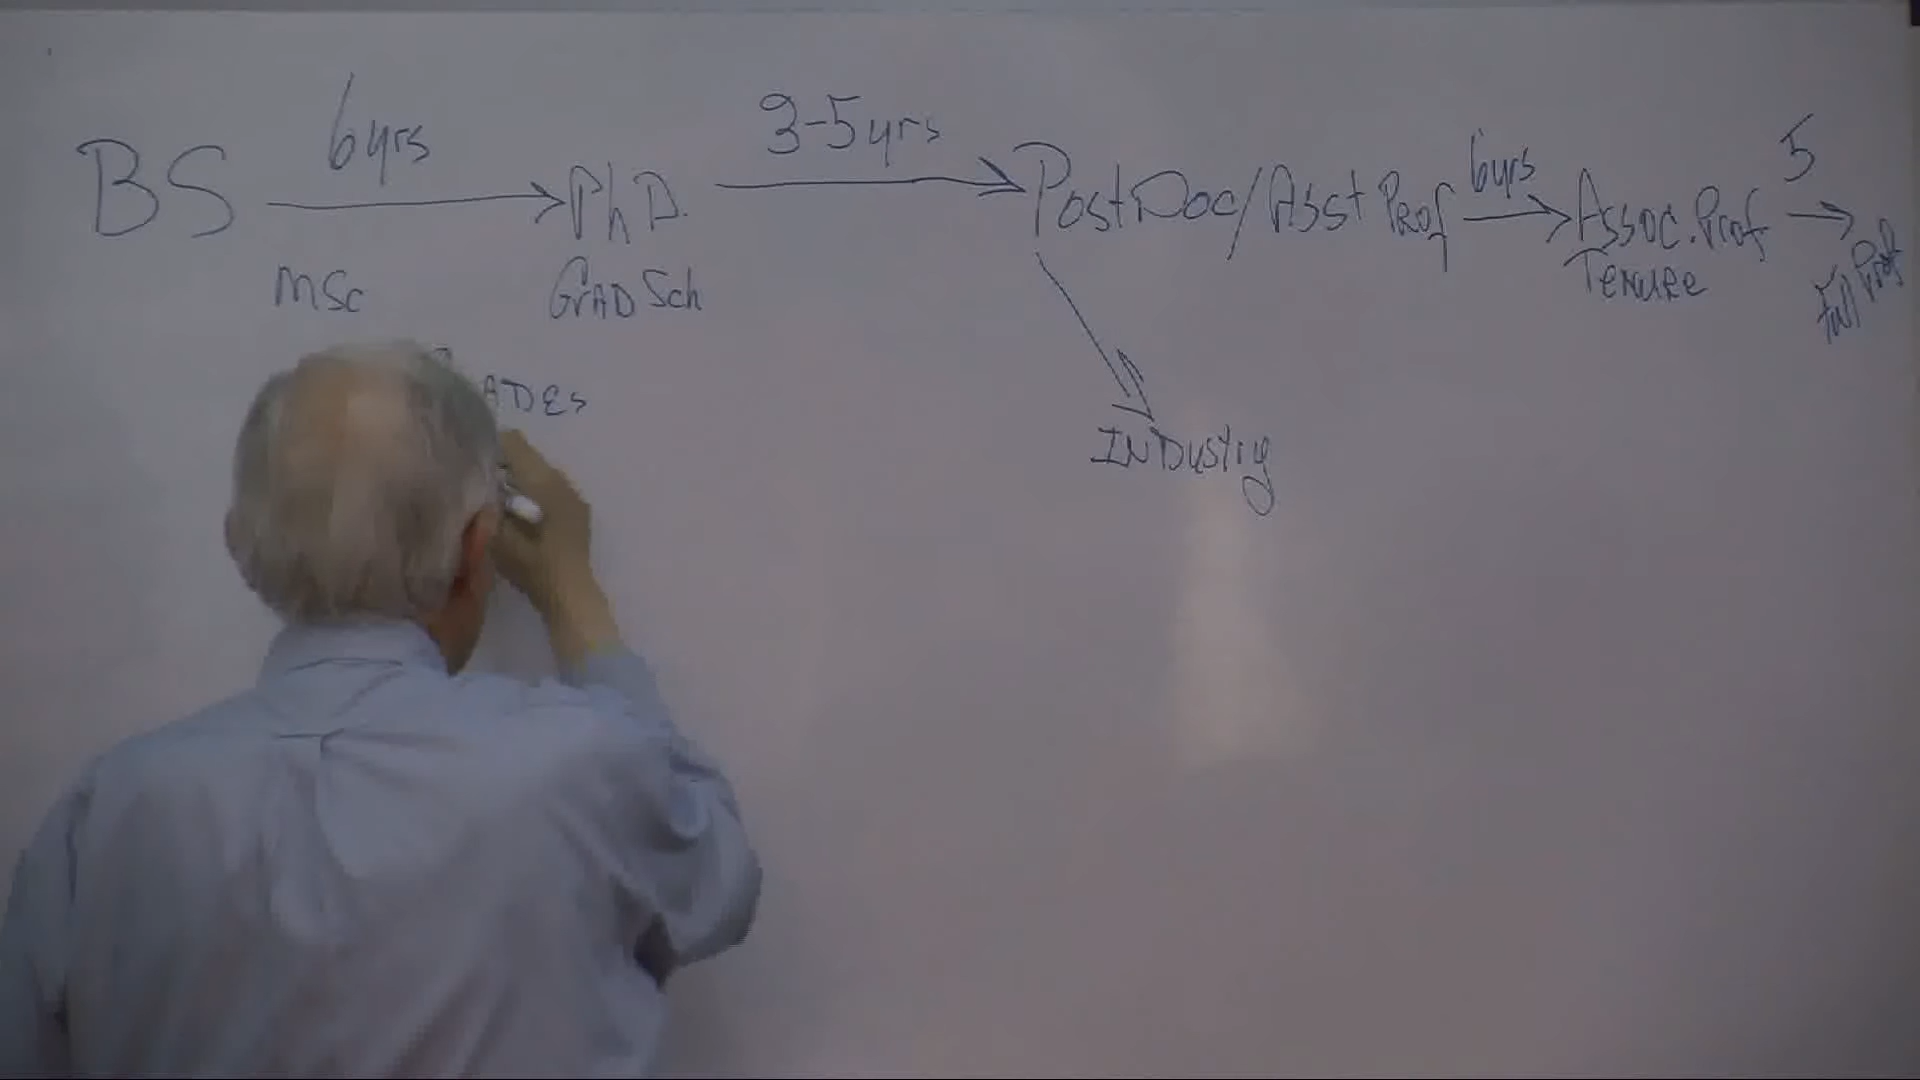 BS 6yrs PhD. 3-5yrs PostDoc/Asst Prof 6yrs Assoc. Prof 5 Full Prof
MSc GRAD Sch Tenure
ADES
INDustry